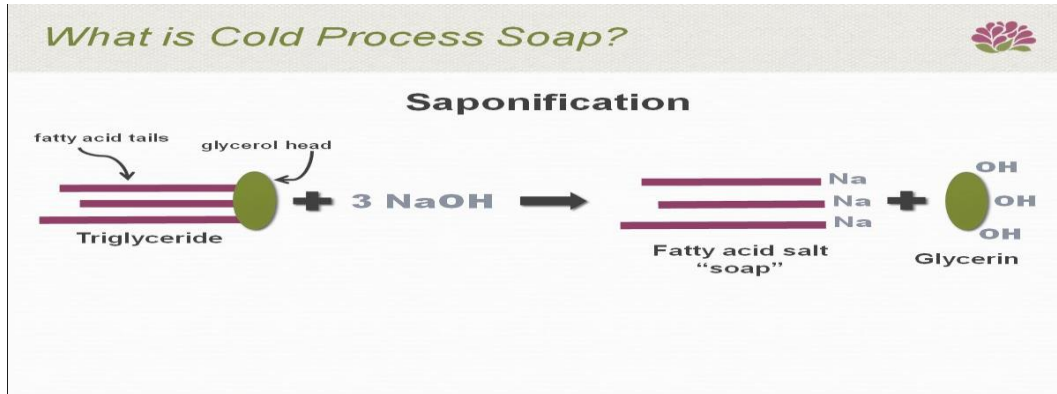 What is Cold Process Soap?
Saponification
fatty acid tails
glycerol head
3 NaOH
Triglyceride
Na
Na
Na
Fatty acid salt
“soap”
OH
OH
OH
Glycerin